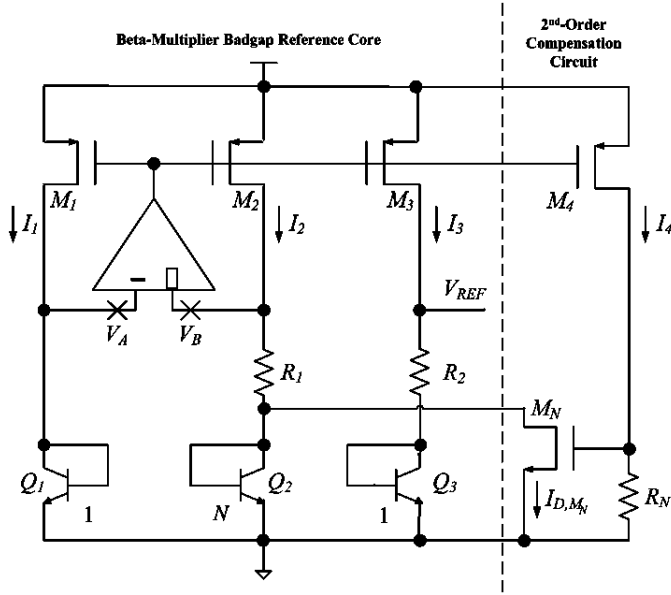 Beta-Multiplier Badgap Reference Core
2nd-Order
Compensation
Circuit
M1
M2
M3
M4
I1
I2
I3
I4
VREF
VA
VB
R1
R2
MN
Q1
Q2
Q3
ID,MN
RN
1
N
1